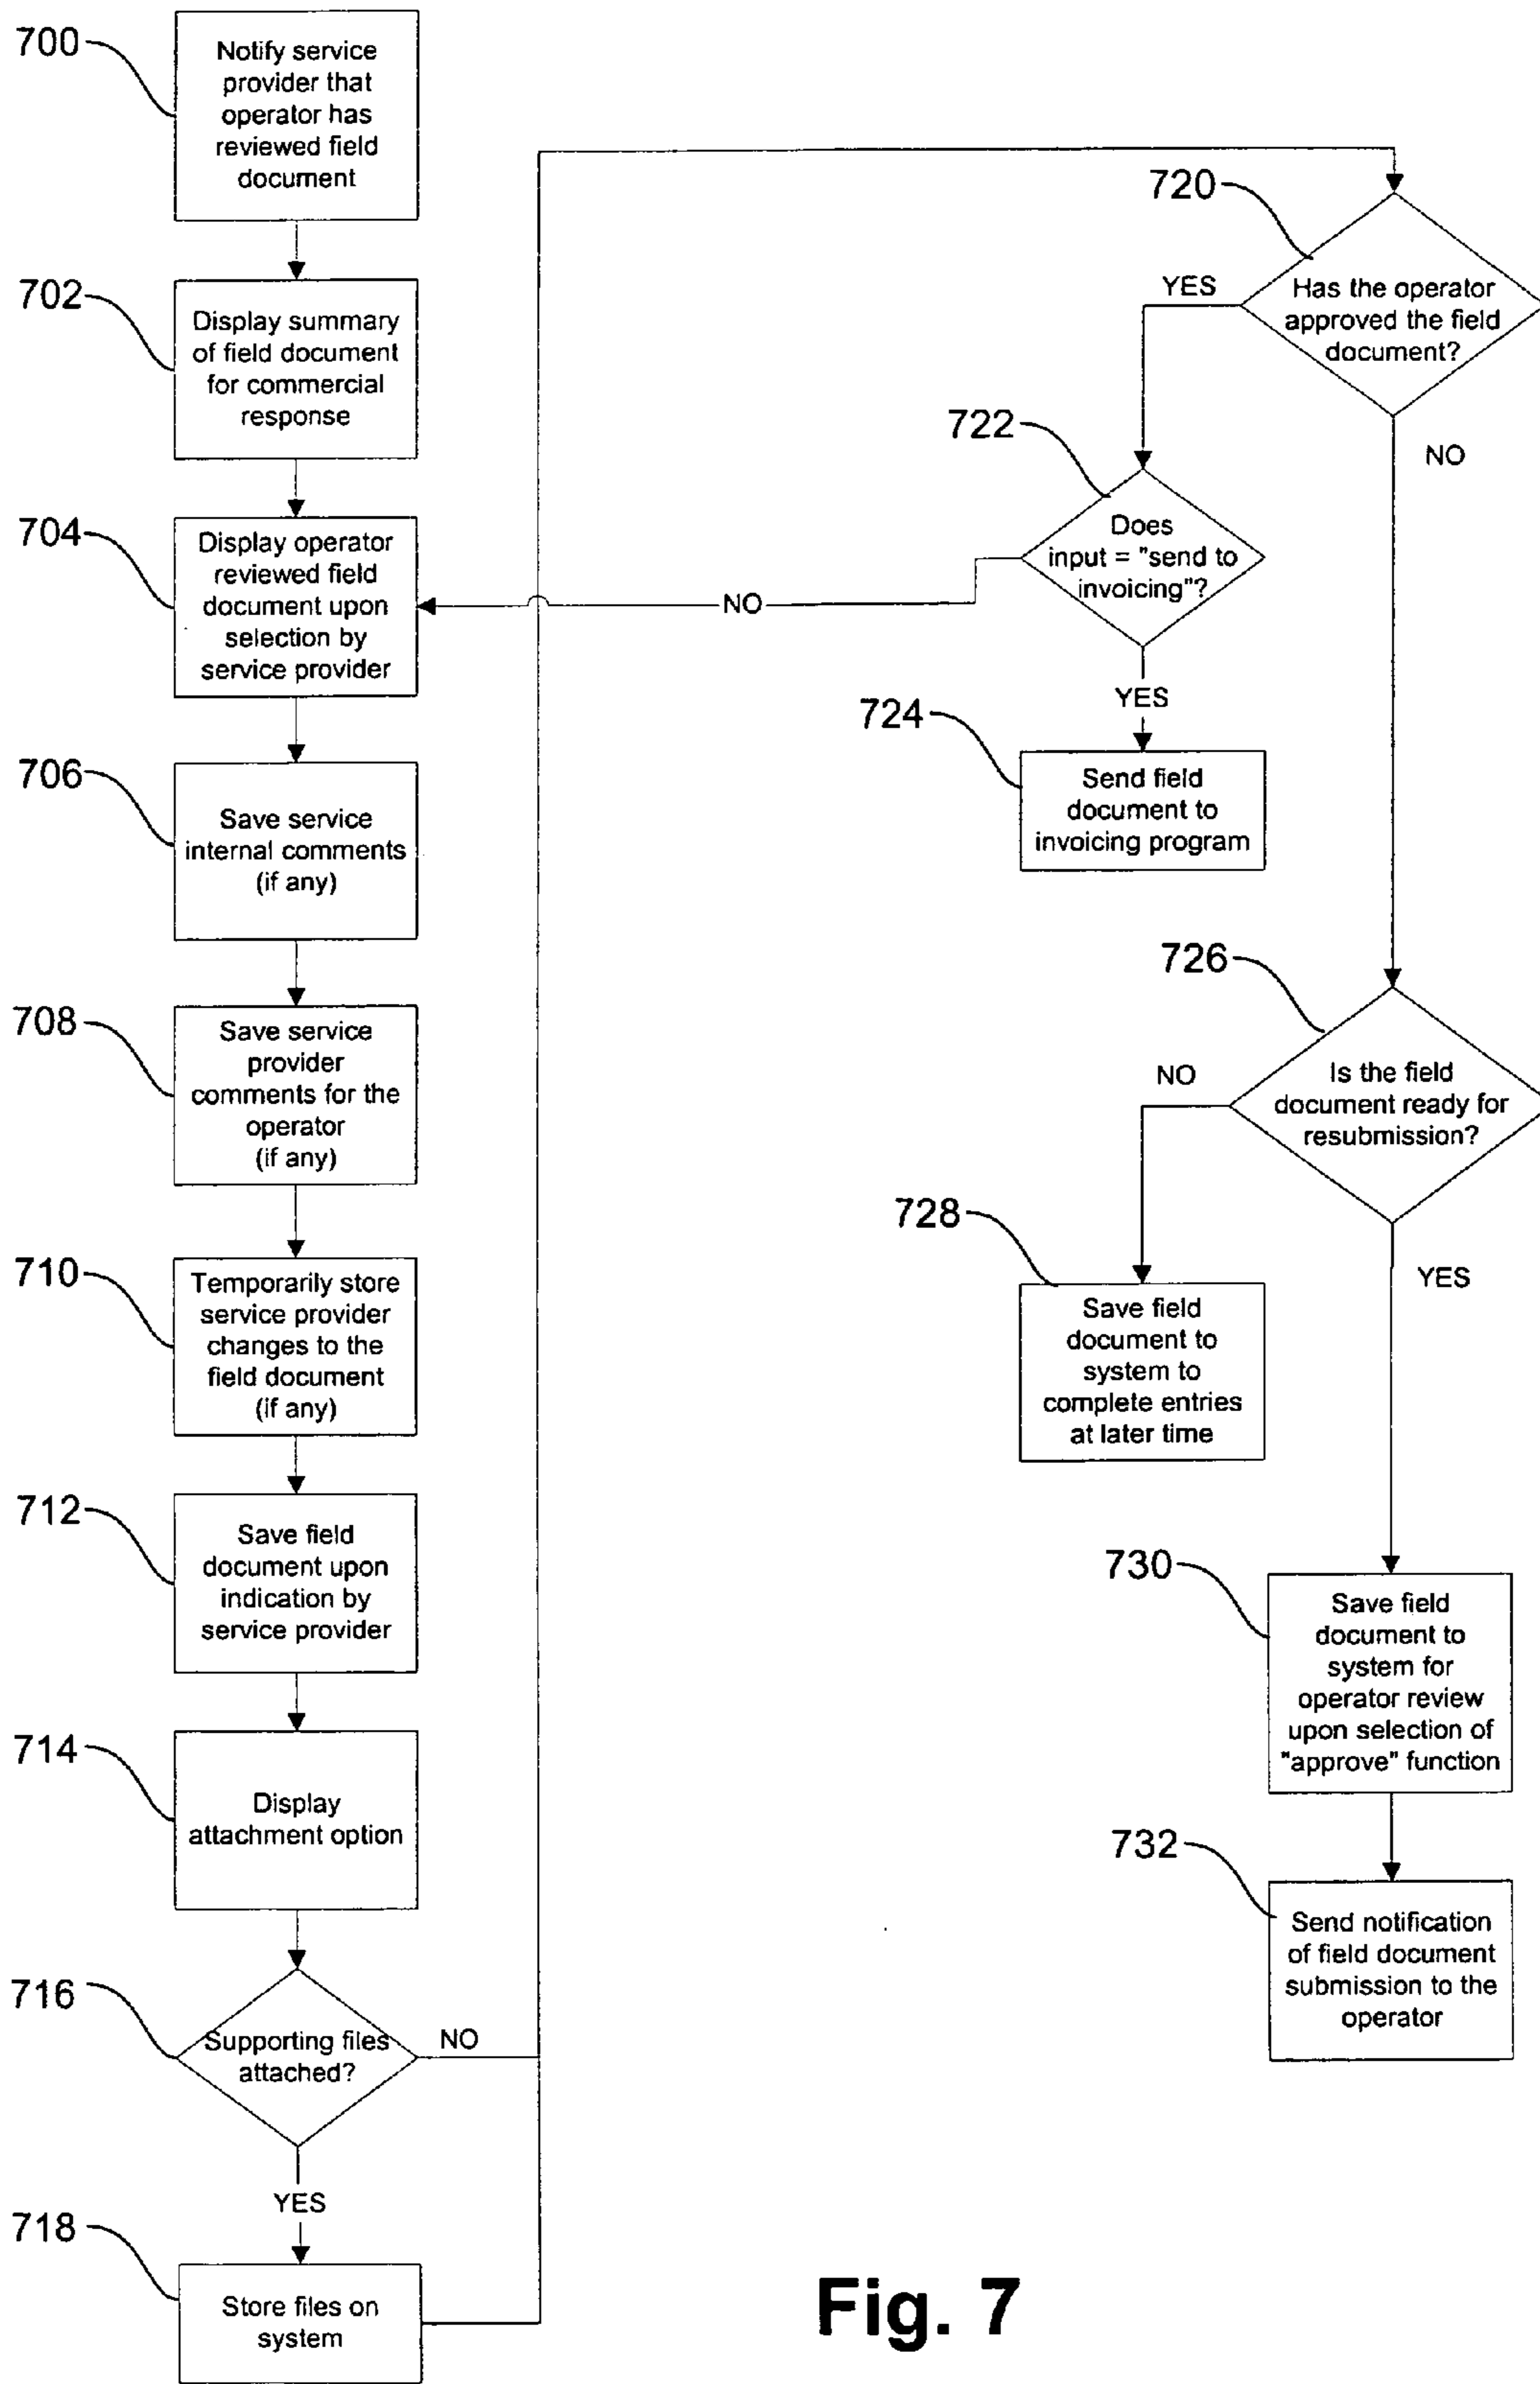 700
Notify service
provider that
operator has
reviewed field
document
702
Display summary
of field document
for commercial
response
704
Display operator
reviewed field
document upon
selection by
service provider
706
Save service
internal comments
(if any)
708
Save service
provider
comments for the
operator
(if any)
710
Temporarily store
service provider
changes to the
field document
(if any)
712
Save field
document upon
indication by
service provider
714
Display
attachment option
716
Supporting files
attached?
NO
YES
718
Store files on
system
720
Has the operator
approved the field
document?
YES
NO
722
Does
input = "send to
invoicing"?
NO
YES
724
Send field
document to
invoicing program
726
Is the field
document ready for
resubmission?
NO
YES
728
Save field
document to
system to
complete entries
at later time
730
Save field
document to
system for
operator review
upon selection of
"approve" function
732
Send notification
of field document
submission to the
operator
Fig. 7